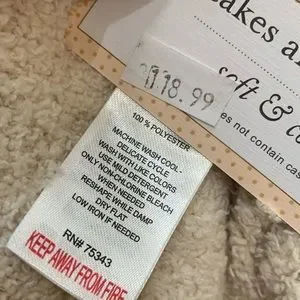 akes a
118.99
soft & c
es not contain cas
100% POLYESTER
MACHINE WASH COOL -
DELICATE CYCLE
WASH WITH LIKE COLORS
USE MILD DETERGENT
ONLY NON-CHLORINE BLEACH
WHEN NEEDED
RESHAPE WHILE DAMP
DRY FLAT
LOW IRON IF NEEDED
RN# 75343
KEEP AWAY FROM FIRE